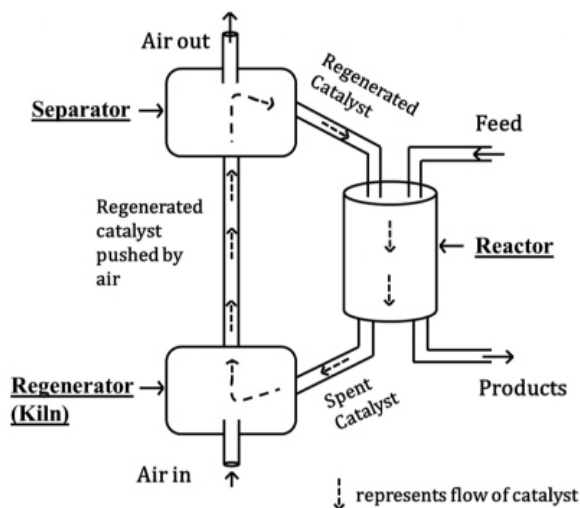 Air out
Regenerated
Catalyst
Separator
Feed
Regenerated
catalyst
pushed by
air
Reactor
Regenerator
(Kiln)
Spent
Catalyst
Products
Air in
represents flow of catalyst